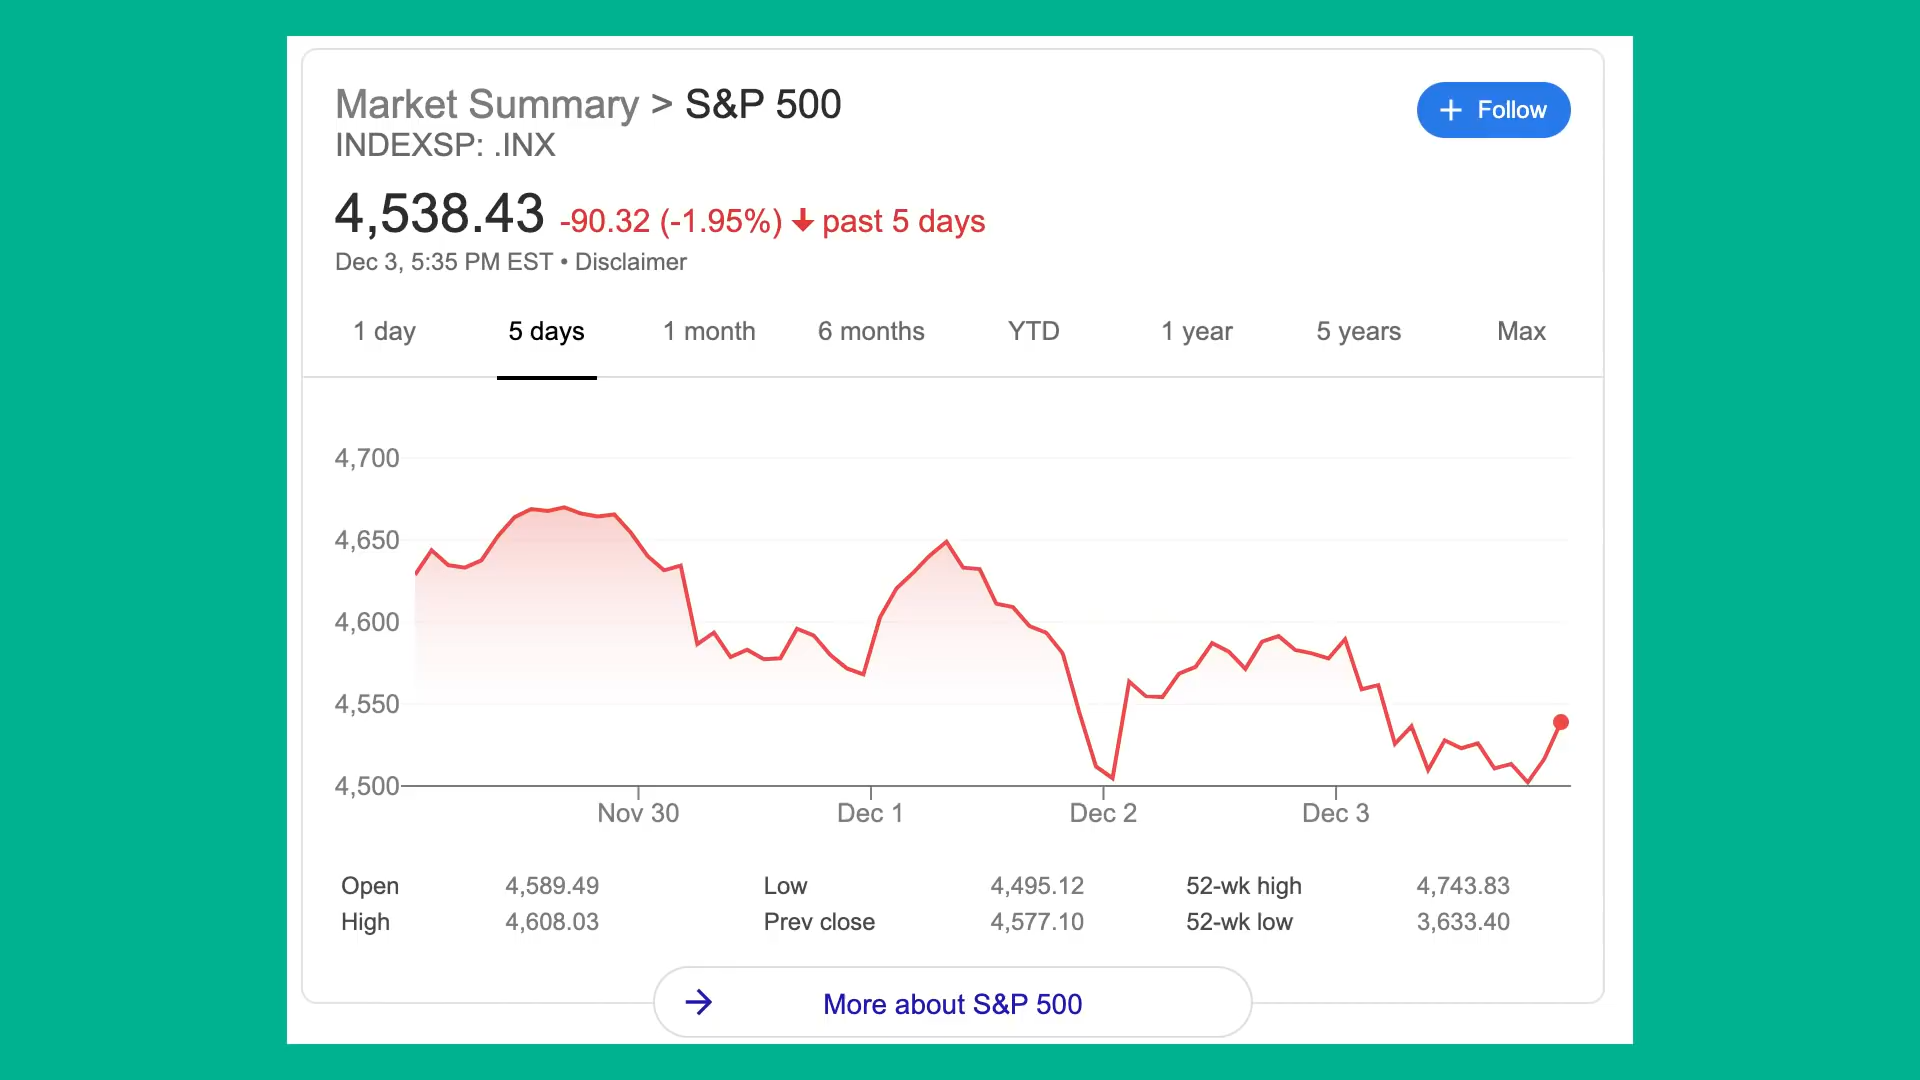 Market Summary > S&P 500
+ Follow
INDEXSP: .INX
4,538.43 -90.32 (-1.95%) ↓ past 5 days
Dec 3, 5:35 PM EST • Disclaimer
1 day 5 days 1 month 6 months YTD 1 year 5 years Max
4,700
4,650
4,600
4,550
4,500
Nov 30 Dec 1 Dec 2 Dec 3
Open 4,589.49 Low 4,495.12 52-wk high 4,743.83
High 4,608.03 Prev close 4,577.10 52-wk low 3,633.40
→ More about S&P 500